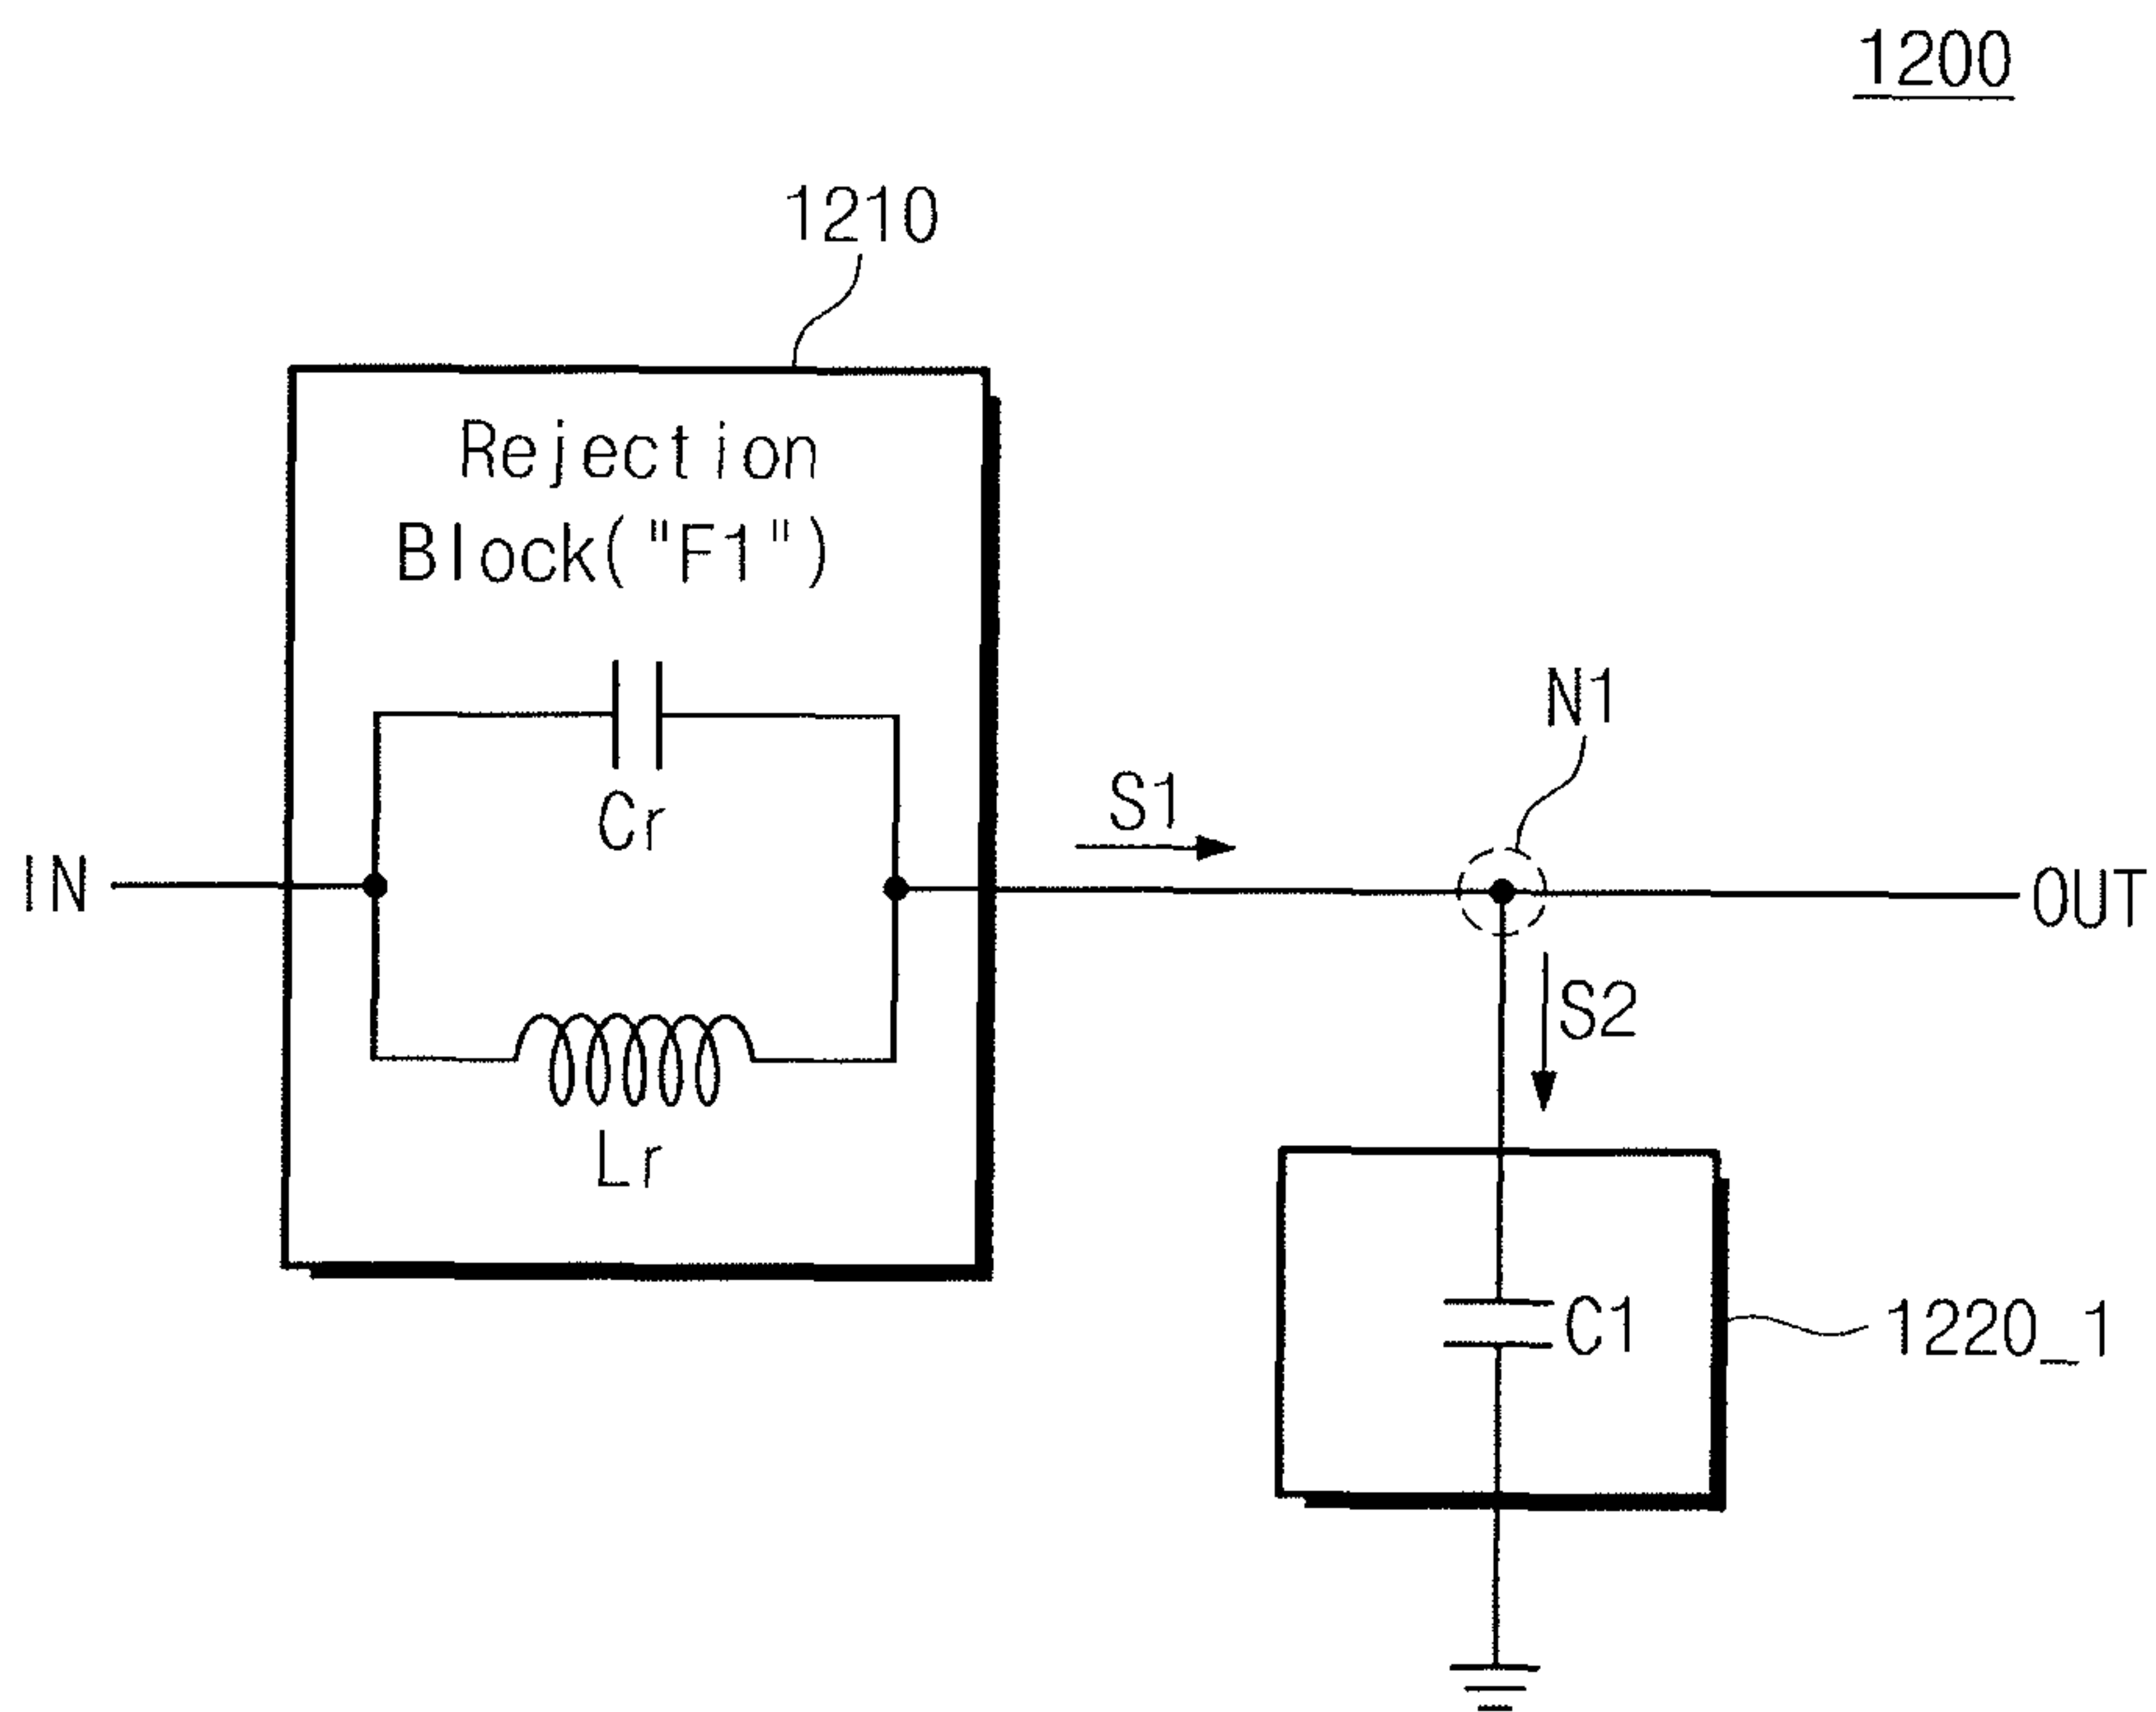 1200
1210
Rejection
Block("F1")
Cr
Lr
IN
S1
N1
OUT
S2
C1
1220_1